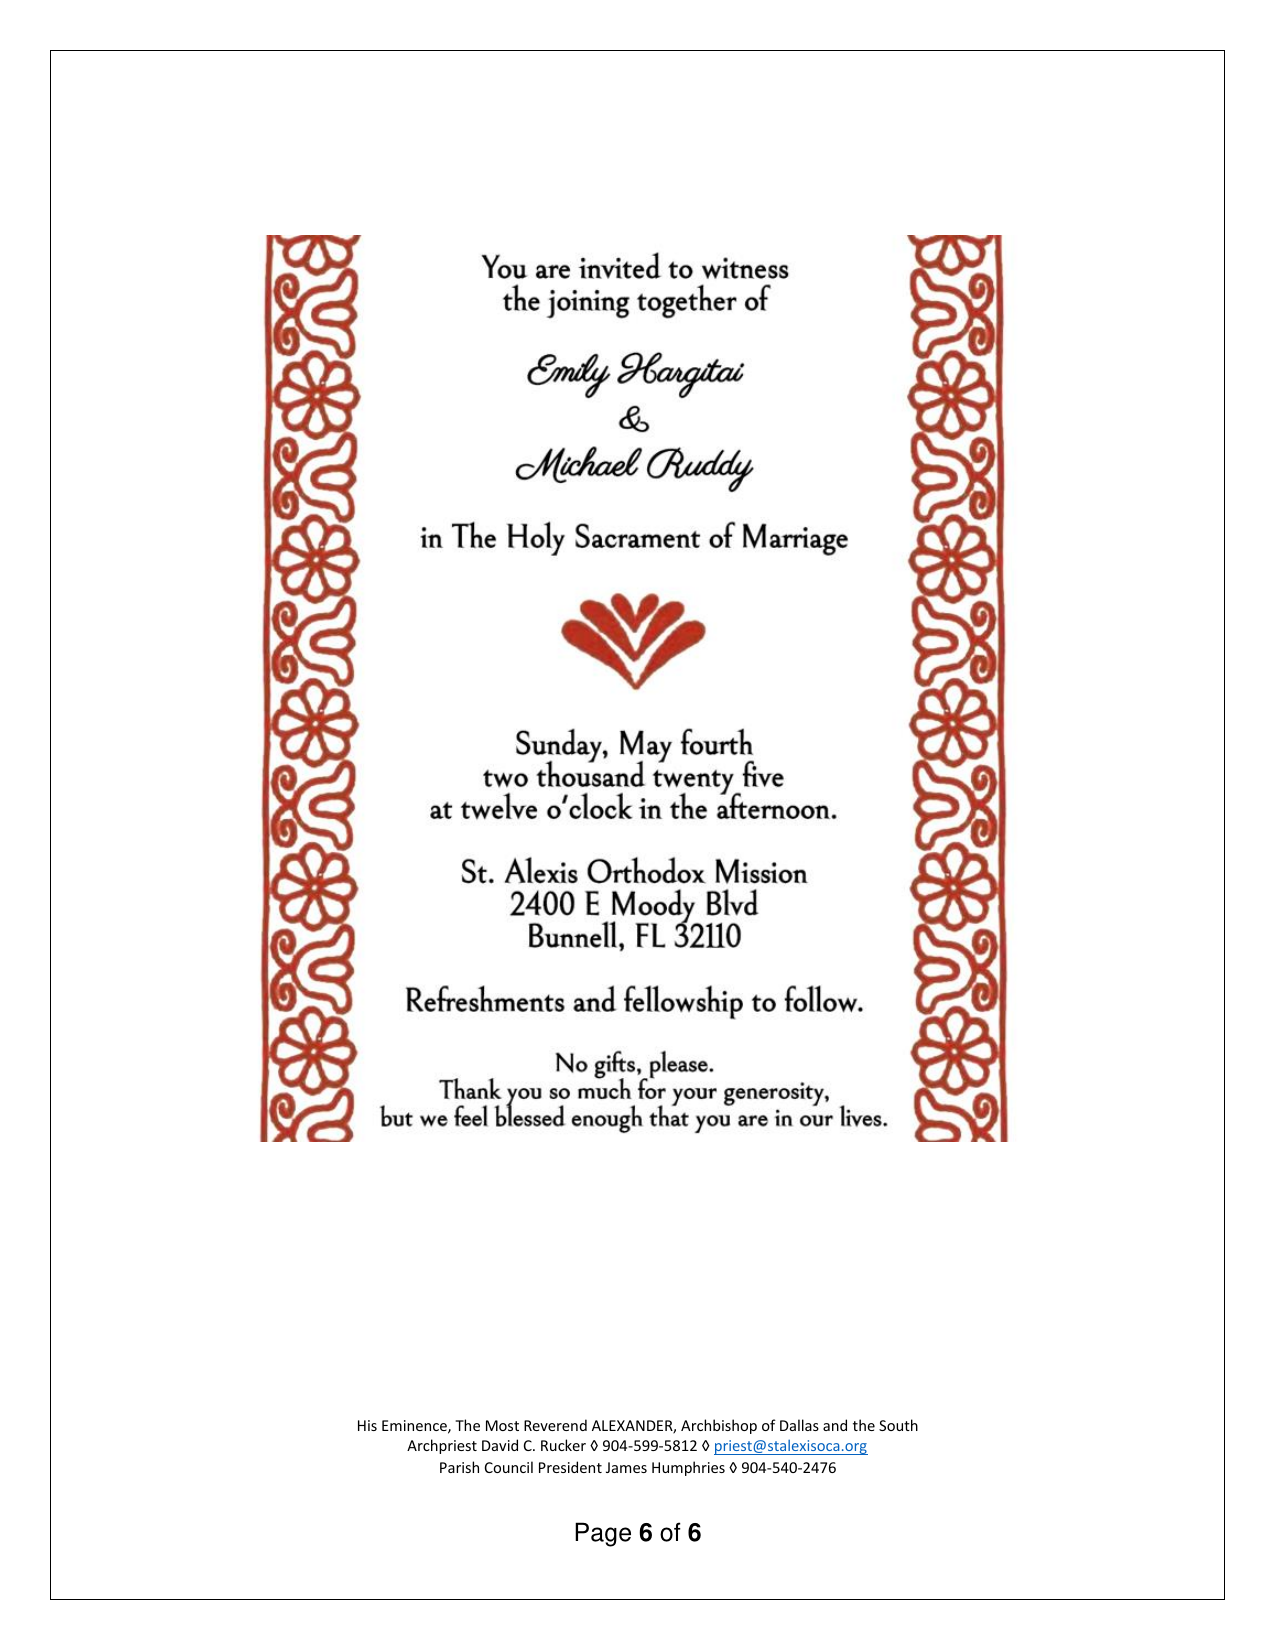 You are invited to witness
the joining together of
Emily Hargitai
&
Michael Ruddy
in The Holy Sacrament of Marriage
Sunday, May fourth
two thousand twenty five
at twelve o'clock in the afternoon.
St. Alexis Orthodox Mission
2400 E Moody Blvd
Bunnell, FL 32110
Refreshments and fellowship to follow.
No gifts, please.
Thank you so much for your generosity,
but we feel blessed enough that you are in our lives.
His Eminence, The Most Reverend ALEXANDER, Archbishop of Dallas and the South
Archpriest David C. Rucker ◊ 904-599-5812 ◊ priest@stalexisoca.org
Parish Council President James Humphries ◊ 904-540-2476
Page 6 of 6